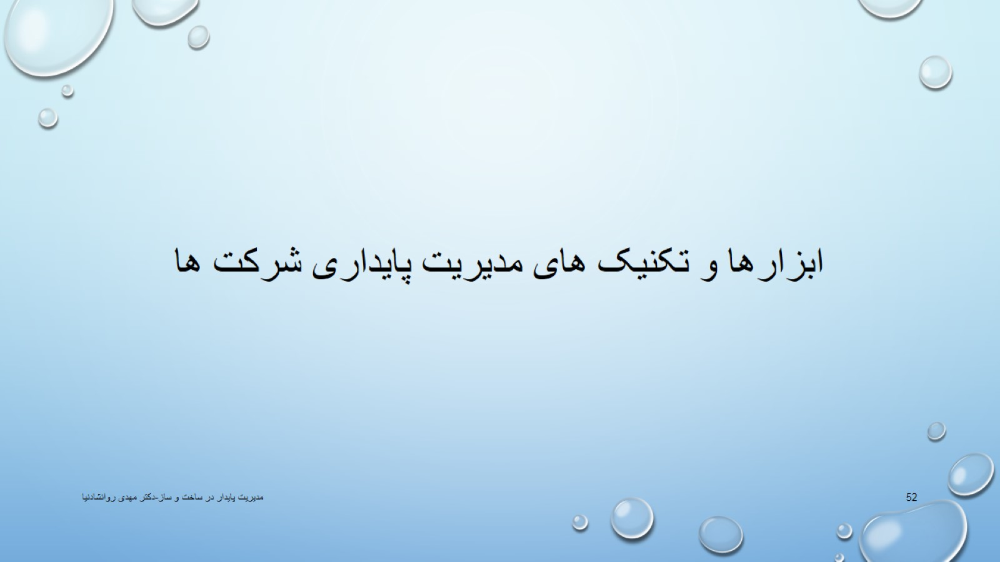 ابزارها و تکنیک های مدیریت پایداری شرکت ها
مدیریت پایدار در ساخت و ساز-دکتر مهدی روانشادنیا
52